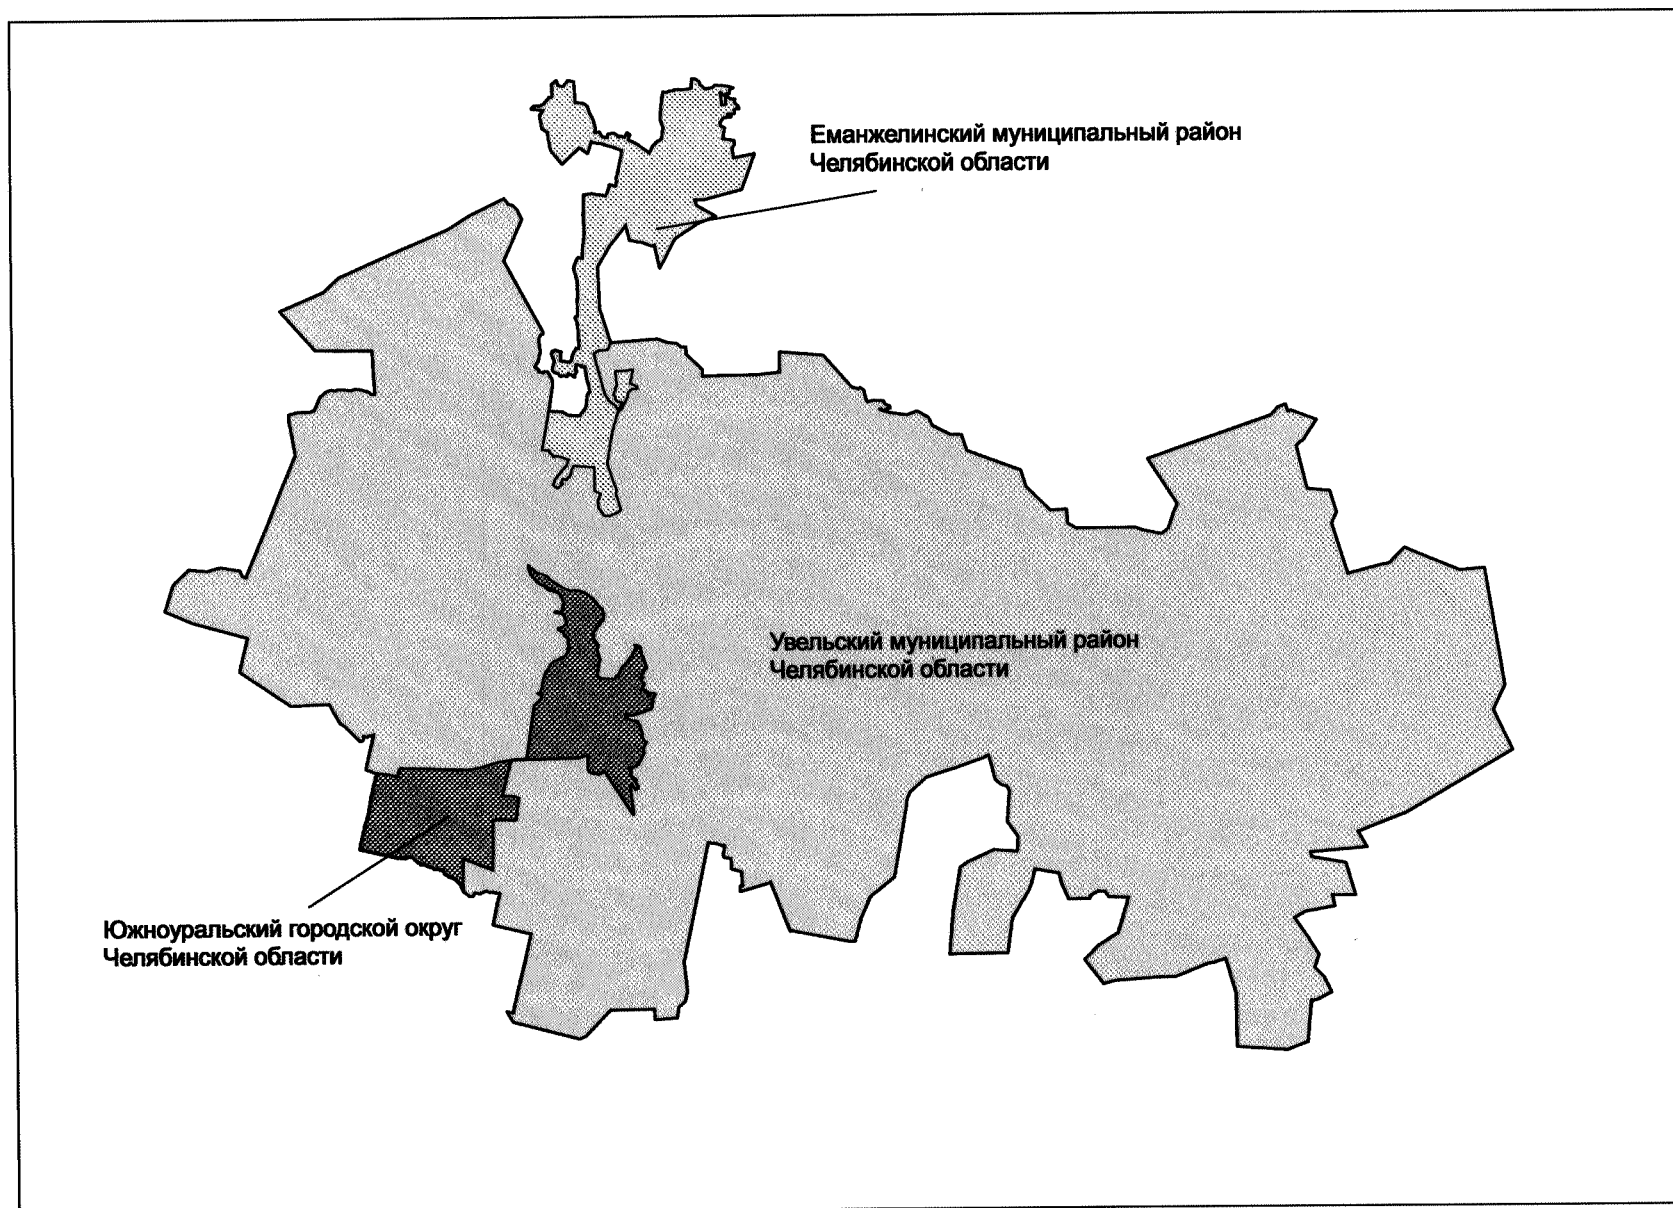 Еманжелинский муниципальный район
Челябинской области
Увельский муниципальный район
Челябинской области
Южноуральский городской округ
Челябинской области